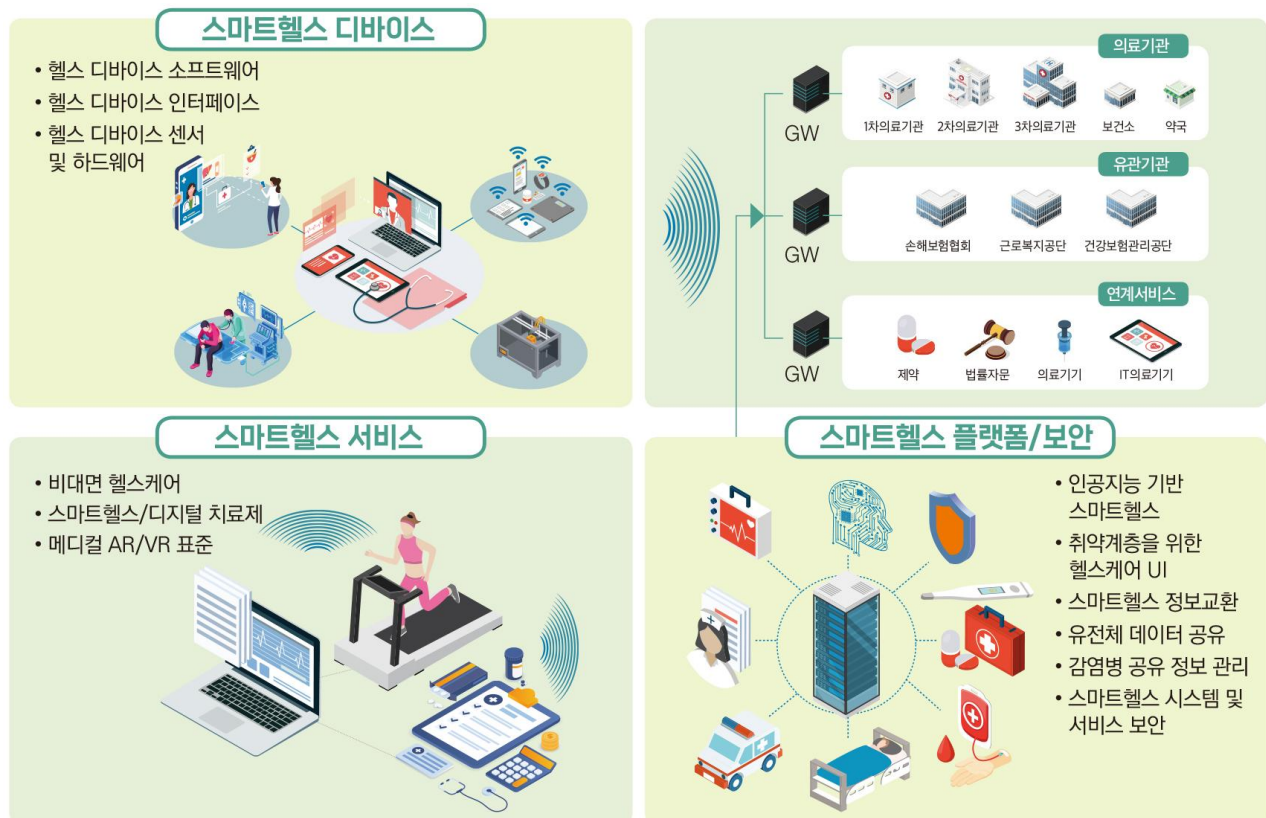 스마트헬스 디바이스
• 헬스 디바이스 소프트웨어
• 헬스 디바이스 인터페이스
• 헬스 디바이스 센서
및 하드웨어
의료기관
GW
1차의료기관 2차의료기관 3차의료기관 보건소 약국
유관기관
GW
손해보험협회 근로복지공단 건강보험관리공단
연계서비스
GW
제약 법률자문 의료기기 IT의료기기
스마트헬스 서비스
• 비대면 헬스케어
• 스마트헬스/디지털 치료제
• 메디컬 AR/VR 표준
스마트헬스 플랫폼/보안
• 인공지능 기반
스마트헬스
• 취약계층을 위한
헬스케어 UI
• 스마트헬스 정보교환
• 유전체 데이터 공유
• 감염병 공유 정보 관리
• 스마트헬스 시스템 및
서비스 보안